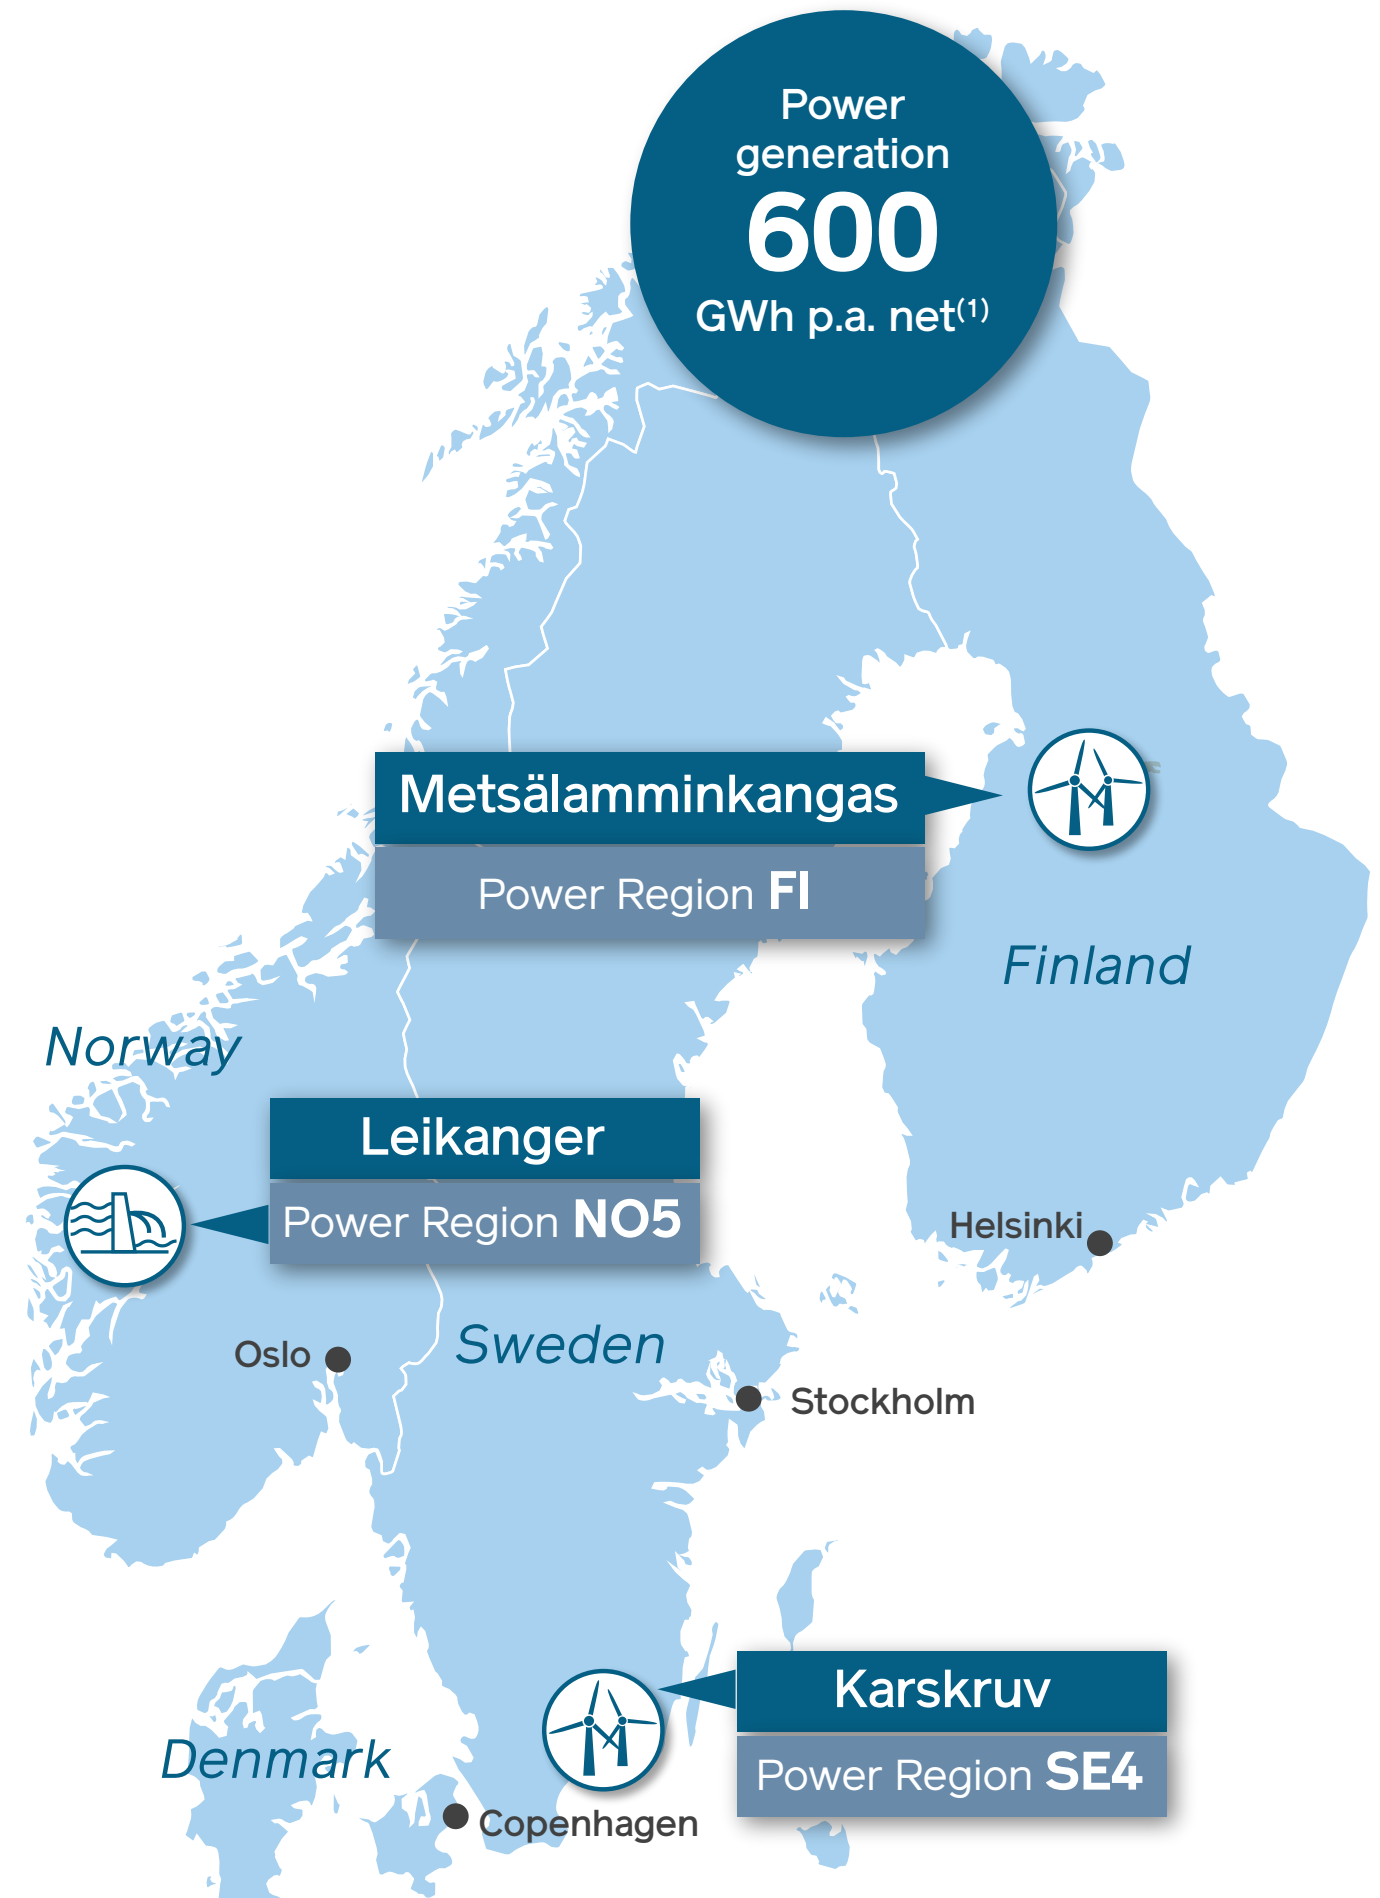 Power
generation
600
GWh p.a. net(1)
Metsälamminkangas
Power Region FI
Finland
Norway
Leikanger
Power Region NO5
Helsinki
Sweden
Oslo
Stockholm
Karskruv
Power Region SE4
Denmark
Copenhagen